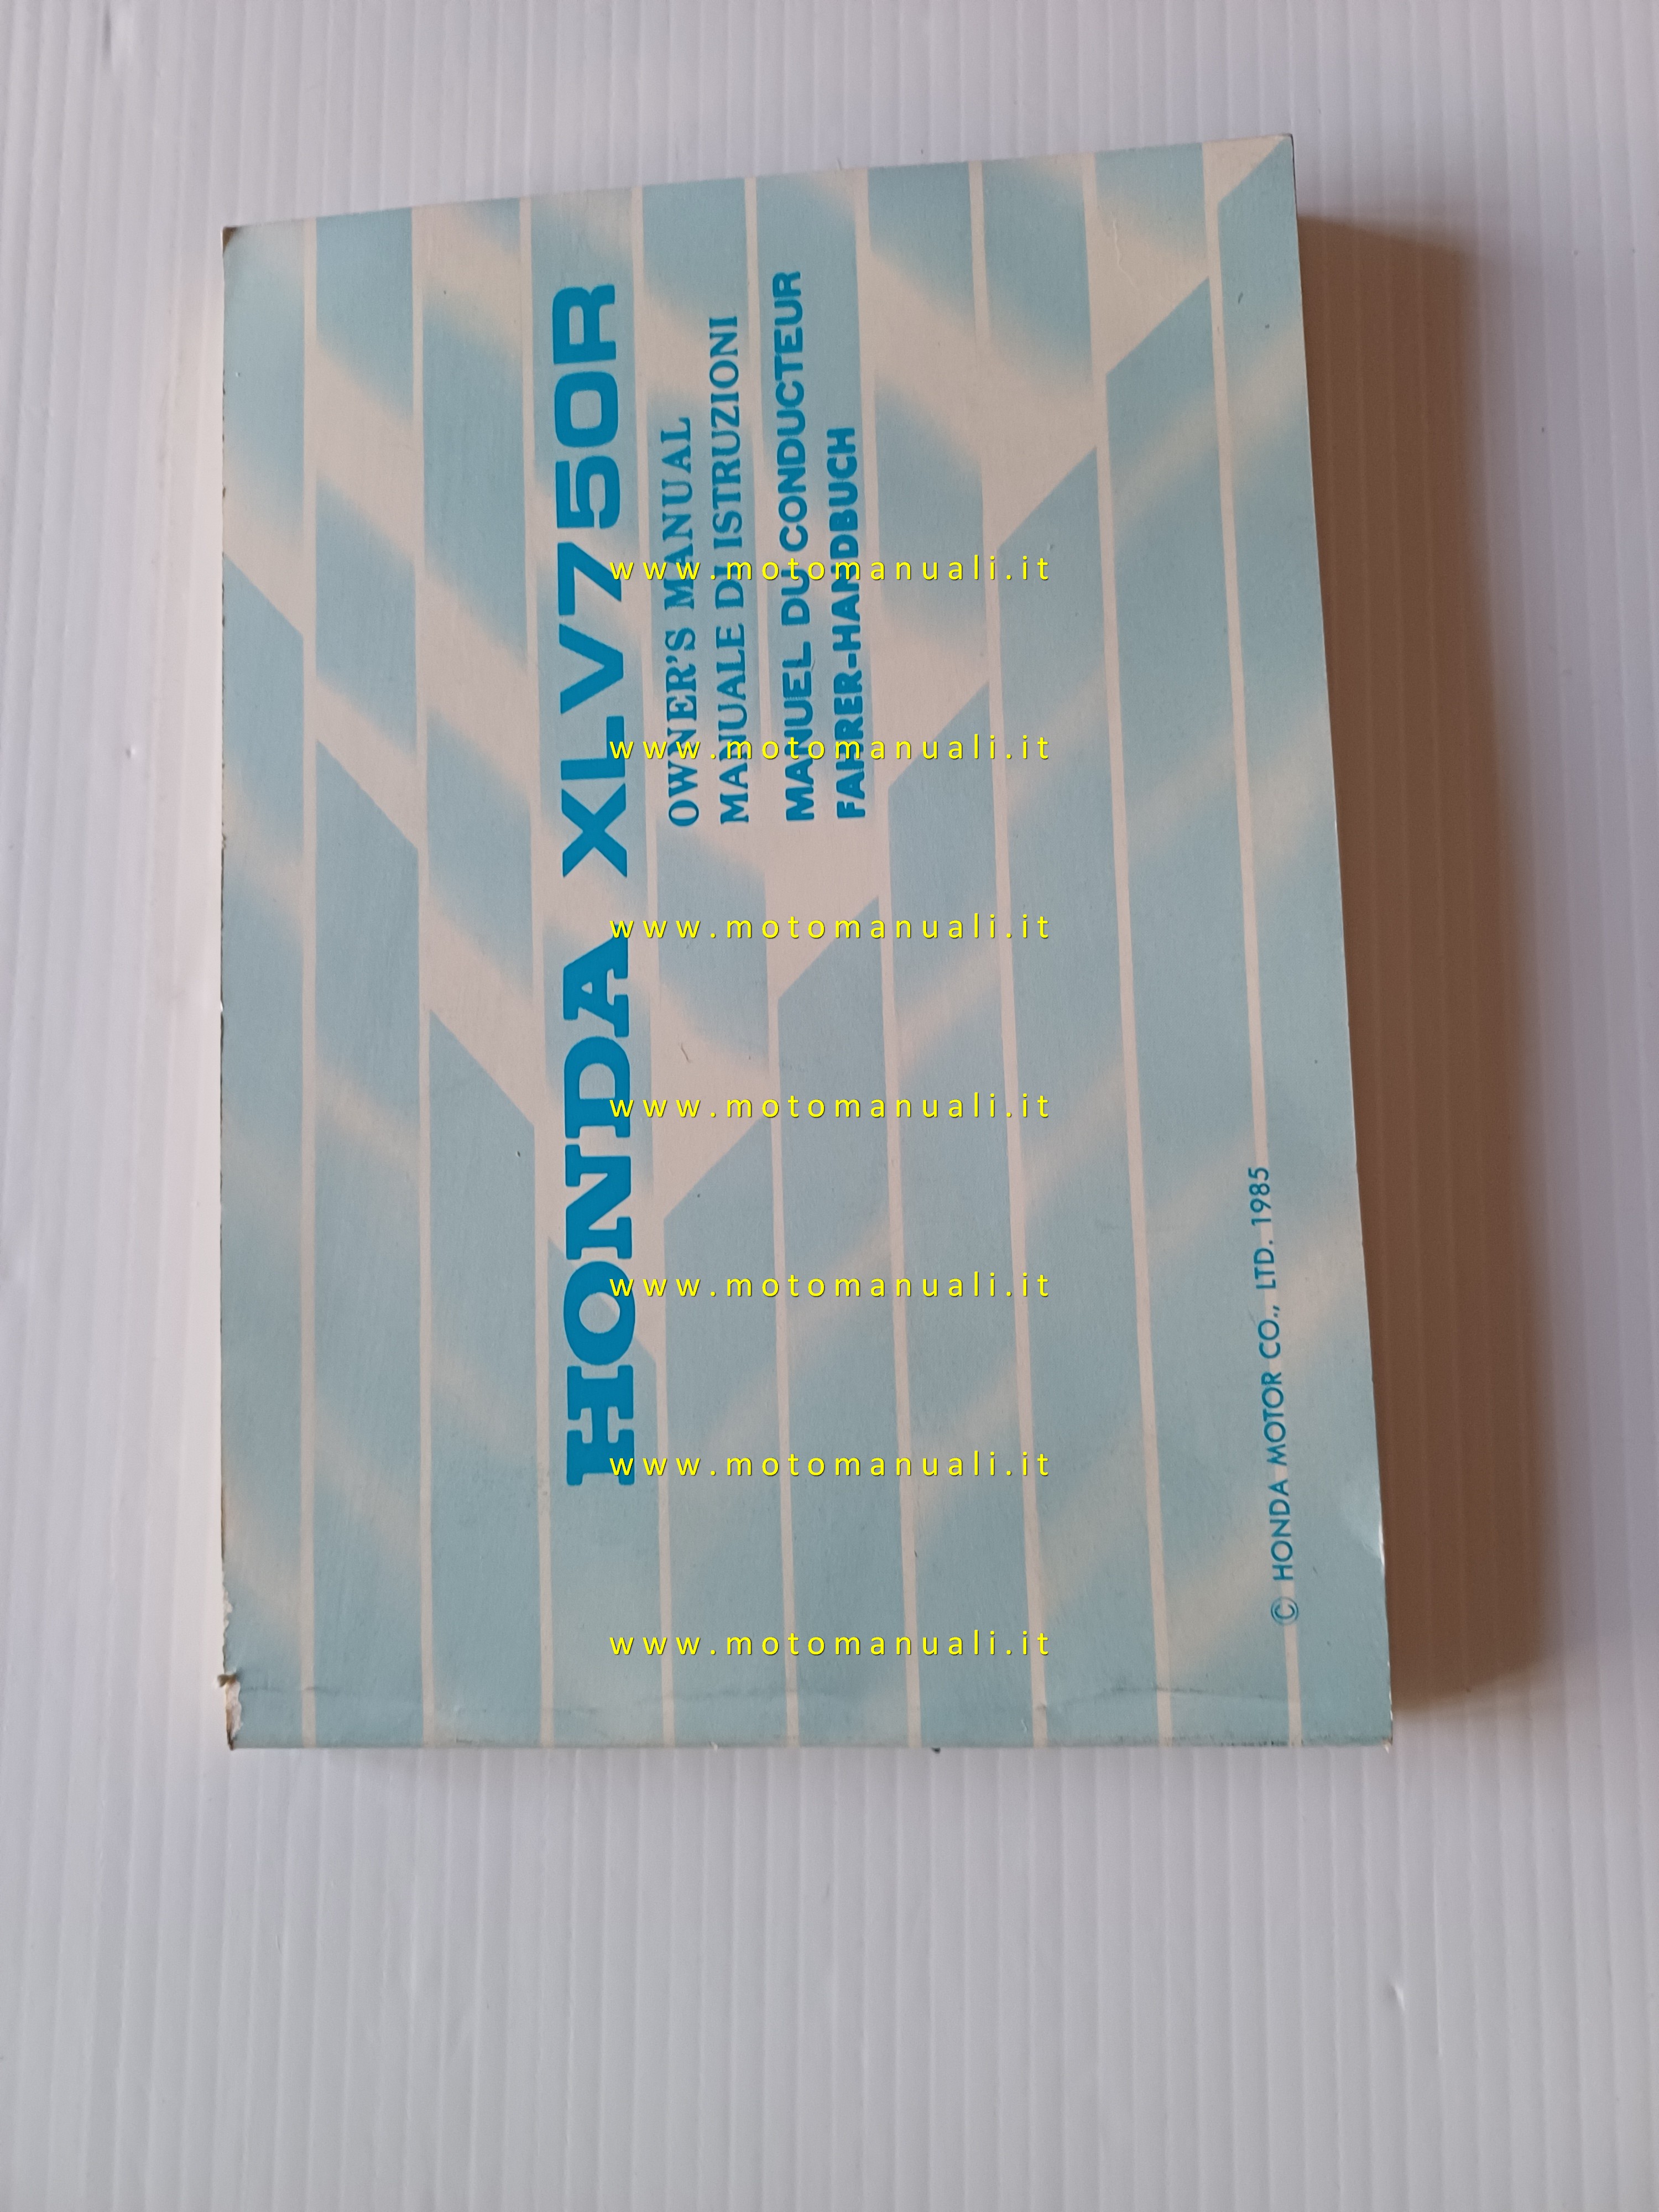 HONDA XLV750R
OWNER'S MANUAL
MANUALE DI ISTRUZIONI
MANUEL DU CONDUCTEUR
FAHRER-HANDBUCH
© HONDA MOTOR CO., LTD. 1985
www.motomanuali.it
www.motomanuali.it
www.motomanuali.it
www.motomanuali.it
www.motomanuali.it
www.motomanuali.it
www.motomanuali.it